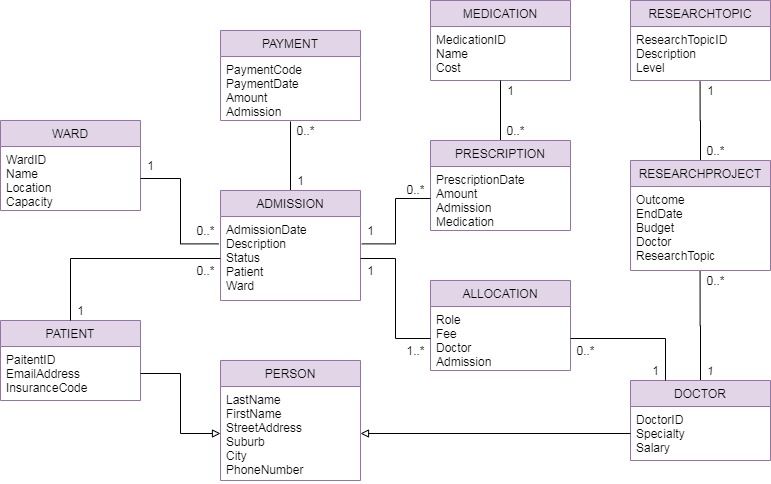 MEDICATION
MedicationID
Name
Cost
RESEARCHTOPIC
ResearchTopicID
Description
Level
PAYMENT
PaymentCode
PaymentDate
Amount
Admission
1
1
0..*
0..*
0..*
WARD
WardID
Name
Location
Capacity
1
0..*
1
ADMISSION
AdmissionDate
Description
Status
Patient
Ward
0..*
1
1
0..*
PRESCRIPTION
PrescriptionDate
Amount
Admission
Medication
RESEARCHPROJECT
Outcome
EndDate
Budget
Doctor
ResearchTopic
0..*
1
PATIENT
PaitentID
EmailAddress
InsuranceCode
ALLOCATION
Role
Fee
Doctor
Admission
1..*
0..*
1
1
PERSON
LastName
FirstName
StreetAddress
Suburb
City
PhoneNumber
DOCTOR
DoctorID
Specialty
Salary